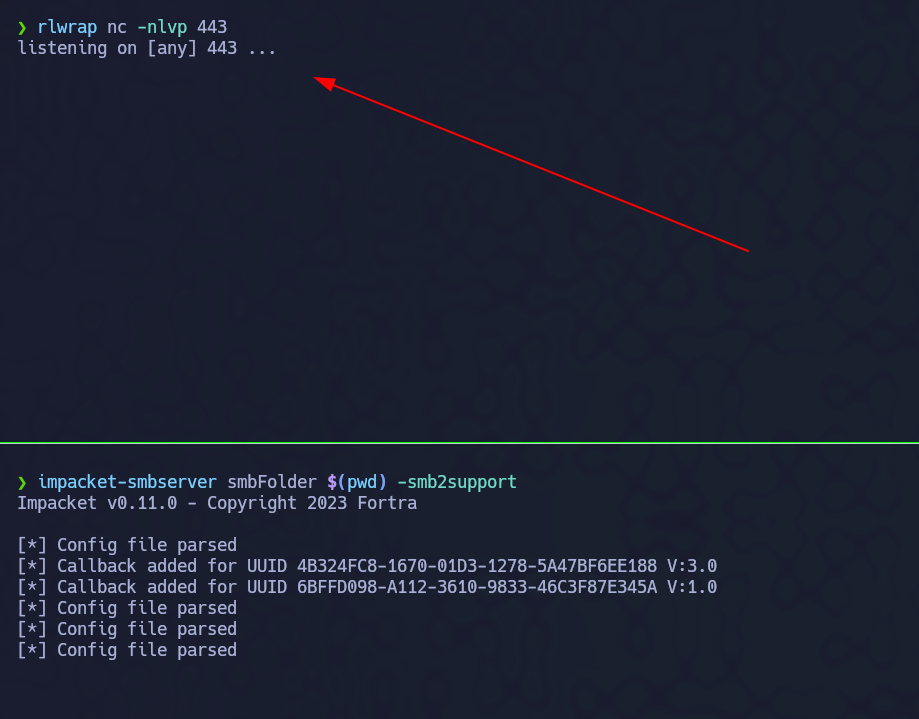 ❯ rlwrap nc -nlvp 443
listening on [any] 443 ...
❯ impacket-smbserver smbFolder $(pwd) -smb2support
Impacket v0.11.0 - Copyright 2023 Fortra
[*] Config file parsed
[*] Callback added for UUID 4B324FC8-1670-01D3-1278-5A47BF6EE188 V:3.0
[*] Callback added for UUID 6BFFD098-A112-3610-9833-46C3F87E345A V:1.0
[*] Config file parsed
[*] Config file parsed
[*] Config file parsed